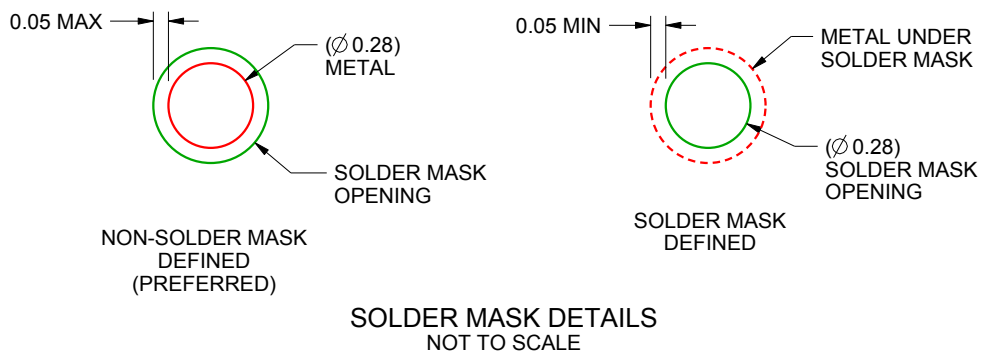 0.05 MAX
(∅ 0.28)
METAL
SOLDER MASK
OPENING
NON-SOLDER MASK
DEFINED
(PREFERRED)
0.05 MIN
METAL UNDER
SOLDER MASK
(∅ 0.28)
SOLDER MASK
OPENING
SOLDER MASK
DEFINED
SOLDER MASK DETAILS
NOT TO SCALE